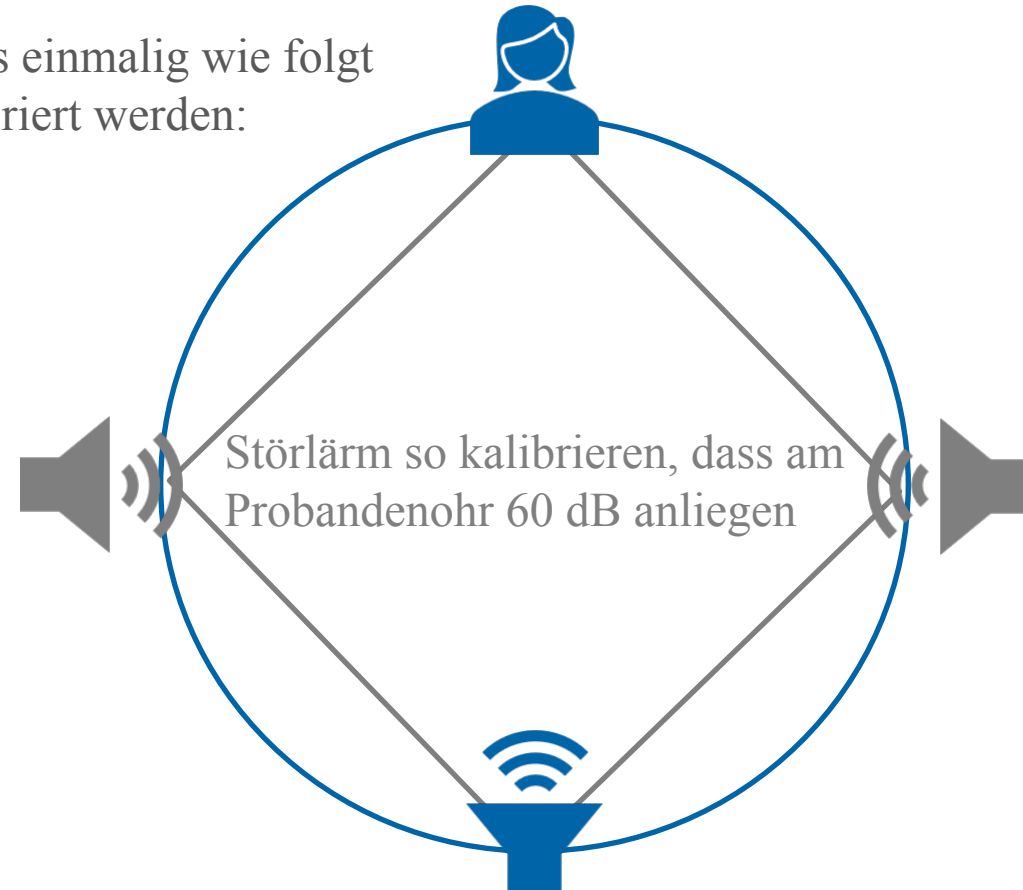 s einmalig wie folgt
riert werden:
Störlärm so kalibrieren, dass am
Probandenohr 60 dB anliegen